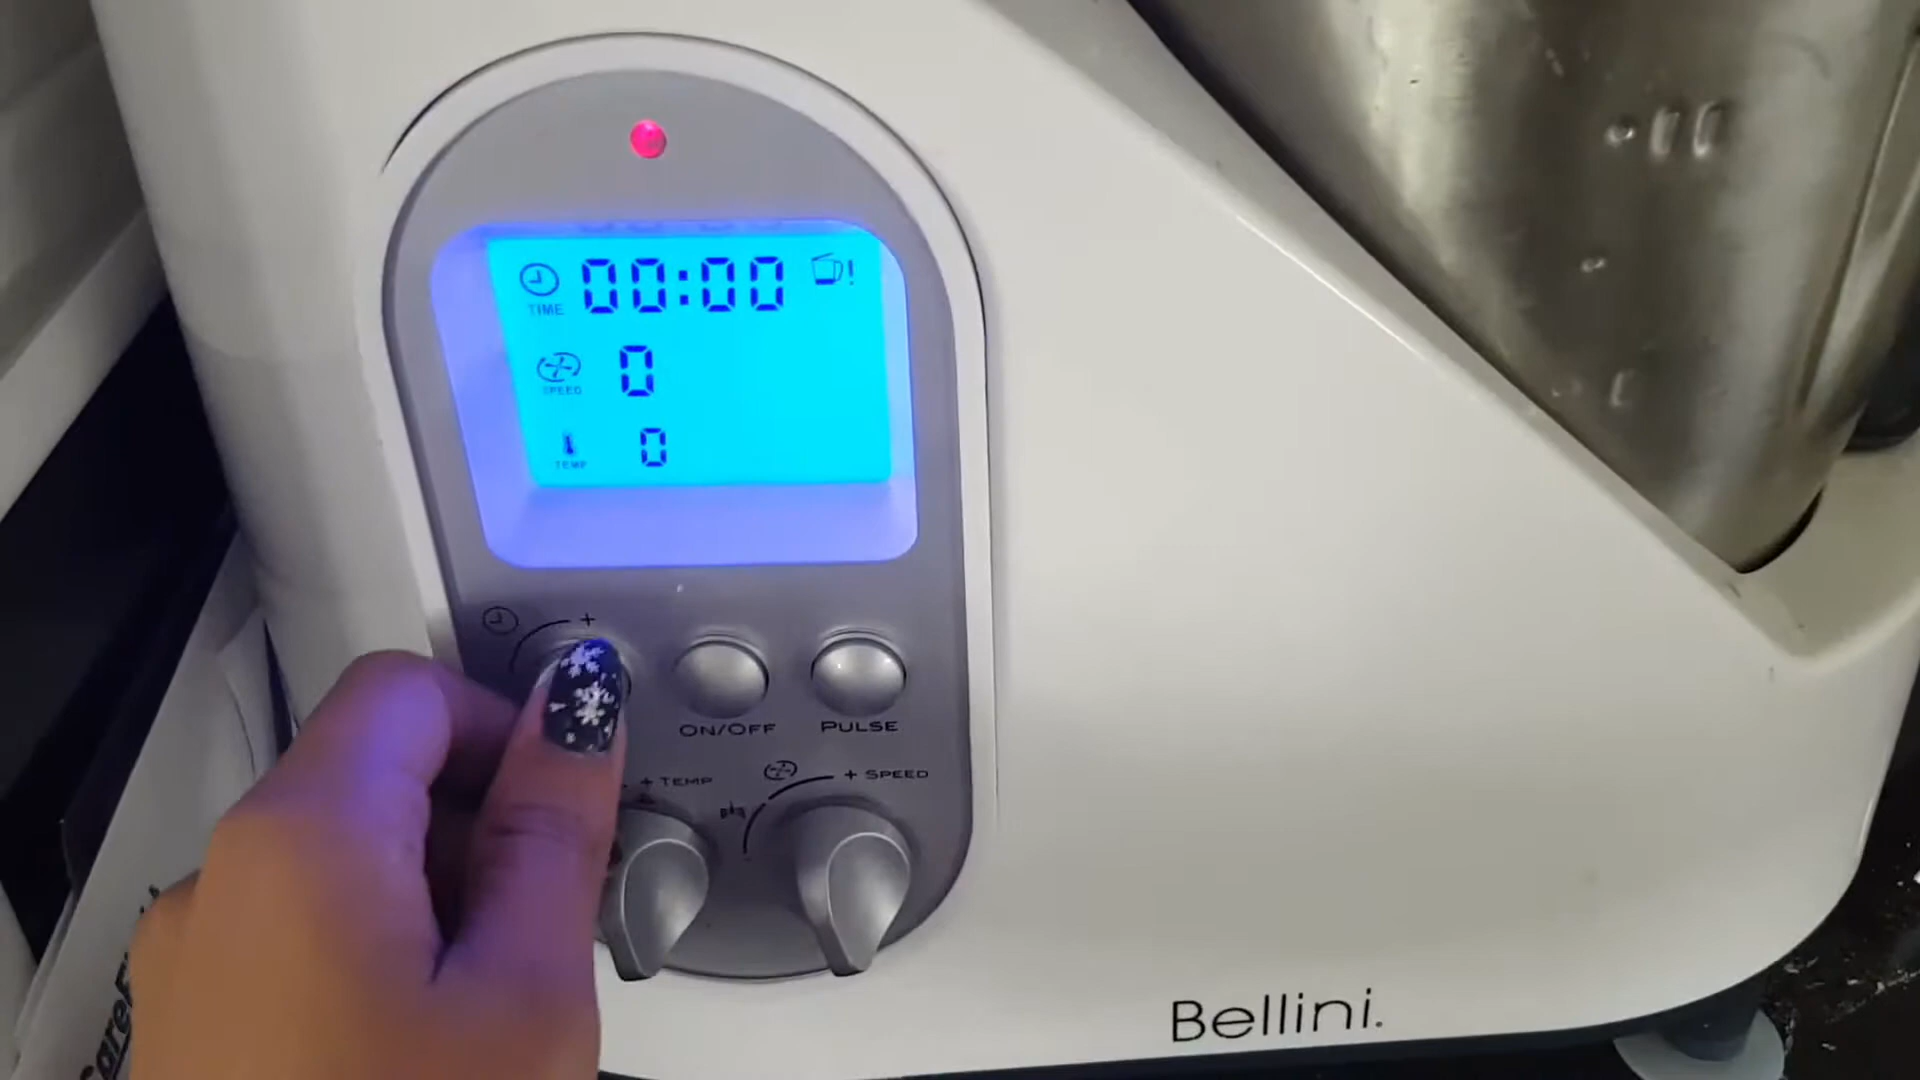 TIME 00:00 !
SPEED 0
TEMP 0
+
ON/OFF PULSE
+ TEMP + SPEED
Bellini.